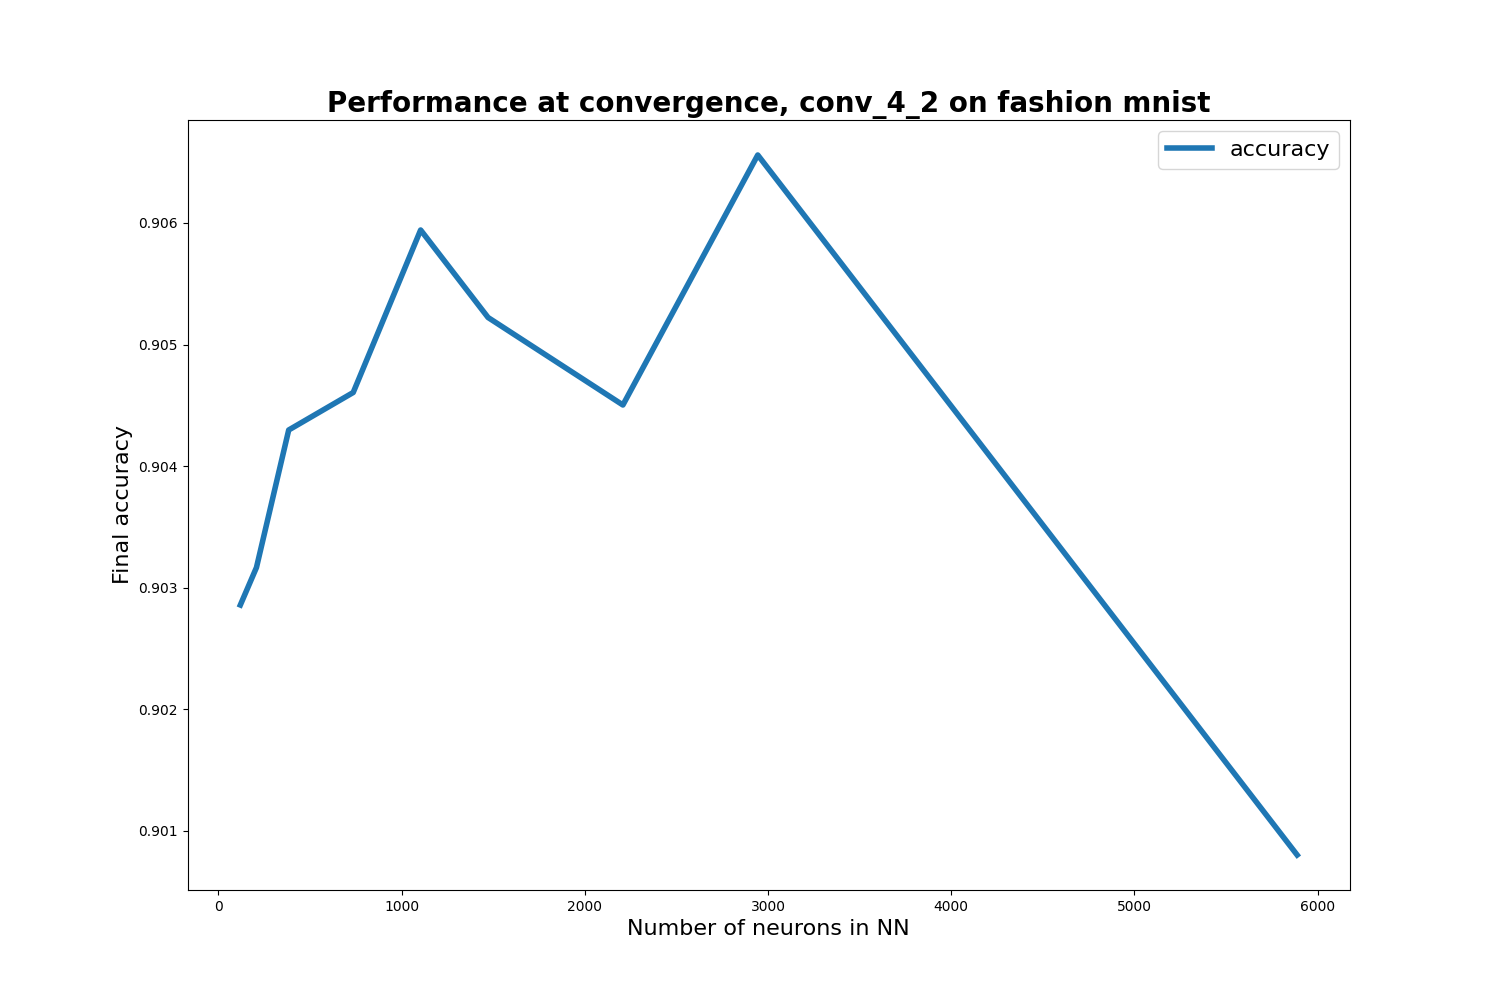 Performance at convergence, conv_4_2 on fashion mnist
accuracy
0.906
0.905
0.904
0.903
0.902
0.901
Final accuracy
0 1000 2000 3000 4000 5000 6000
Number of neurons in NN